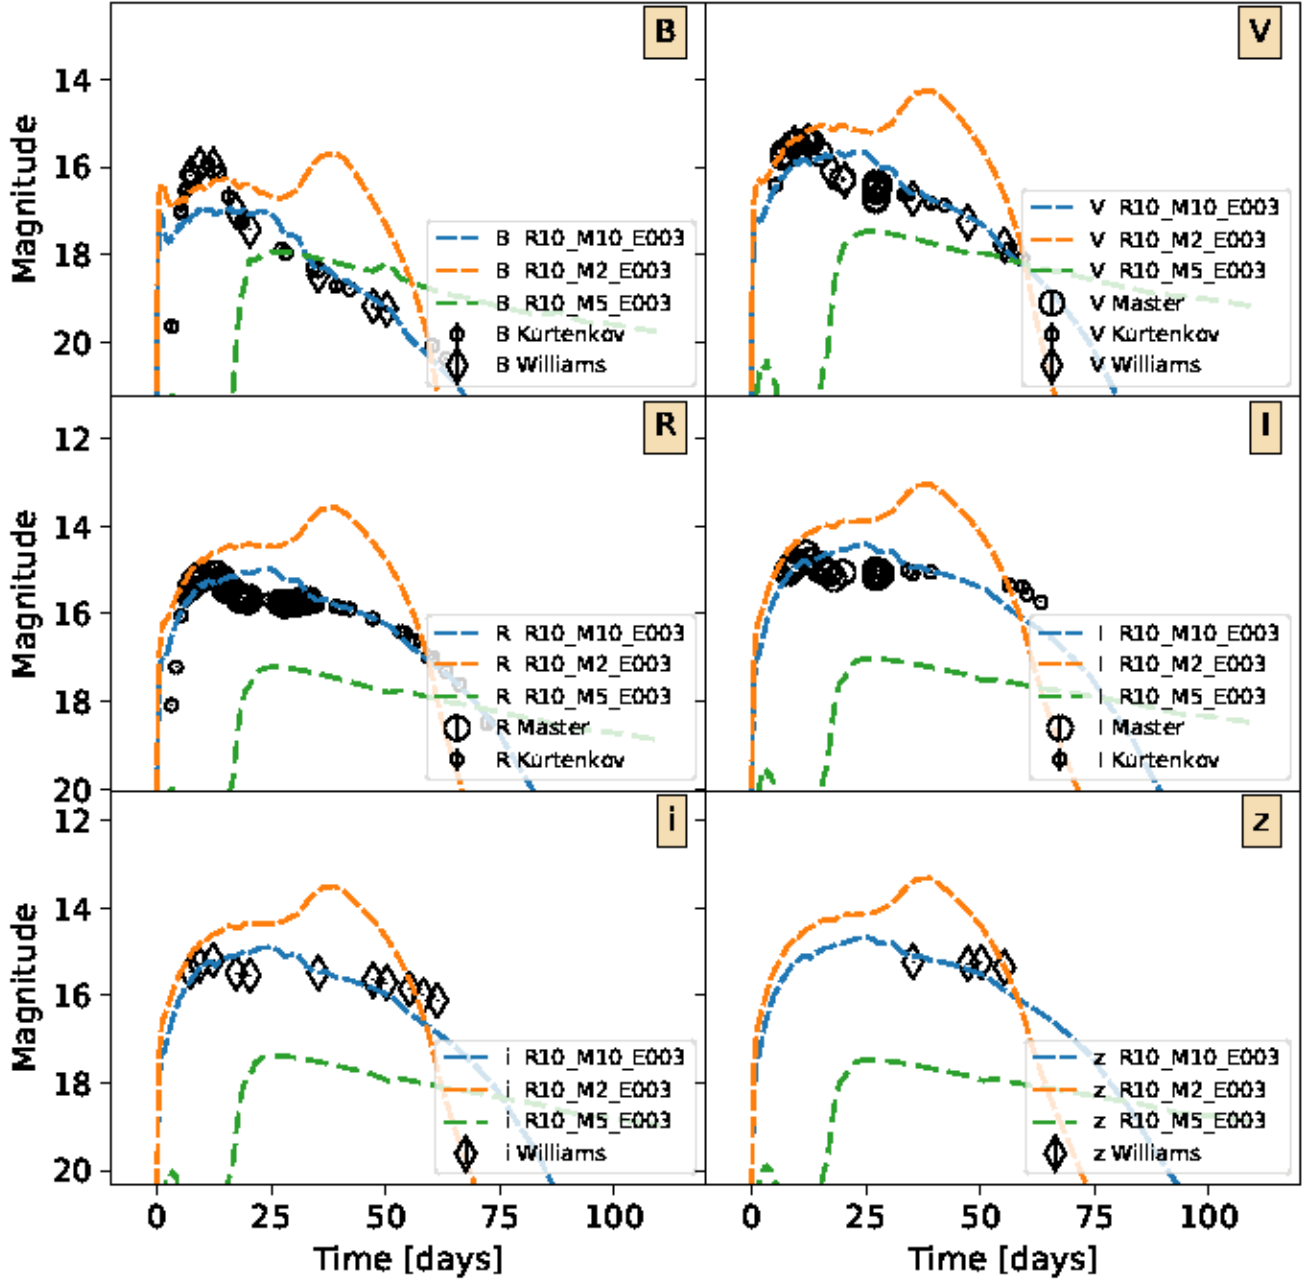 B
V
14
16
18
20
Magnitude
B R10_M10_E003
B R10_M2_E003
B R10_M5_E003
B Kurtenkov
B Williams
V R10_M10_E003
V R10_M2_E003
V R10_M5_E003
V Master
V Kurtenkov
V Williams
R
I
12
14
16
18
20
Magnitude
R R10_M10_E003
R R10_M2_E003
R R10_M5_E003
R Master
R Kurtenkov
I R10_M10_E003
I R10_M2_E003
I R10_M5_E003
I Master
I Kurtenkov
i
z
12
14
16
18
20
Magnitude
i R10_M10_E003
i R10_M2_E003
i R10_M5_E003
i Williams
z R10_M10_E003
z R10_M2_E003
z R10_M5_E003
z Williams
0 25 50 75 100
0 25 50 75 100
Time [days]
Time [days]